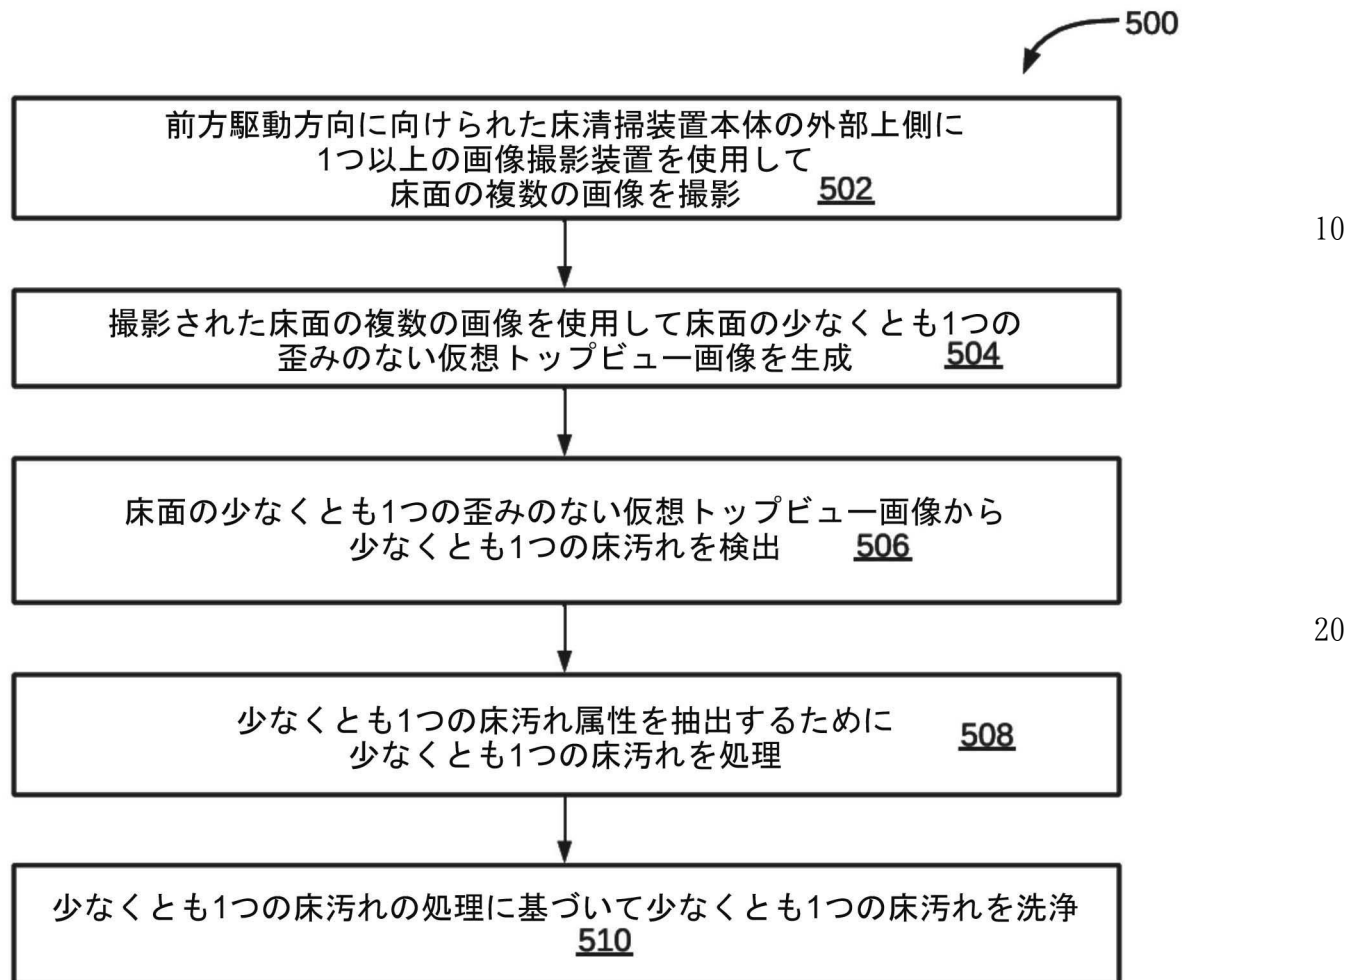 500
前方駆動方向に向けられた床清掃装置本体の外部上側に
1つ以上の画像撮影装置を使用して
床面の複数の画像を撮影 502
10
撮影された床面の複数の画像を使用して床面の少なくとも1つの
歪みのない仮想トップビュー画像を生成 504
床面の少なくとも1つの歪みのない仮想トップビュー画像から
少なくとも1つの床汚れを検出 506
20
少なくとも1つの床汚れ属性を抽出するために
少なくとも1つの床汚れを処理 508
少なくとも1つの床汚れの処理に基づいて少なくとも1つの床汚れを洗浄
510